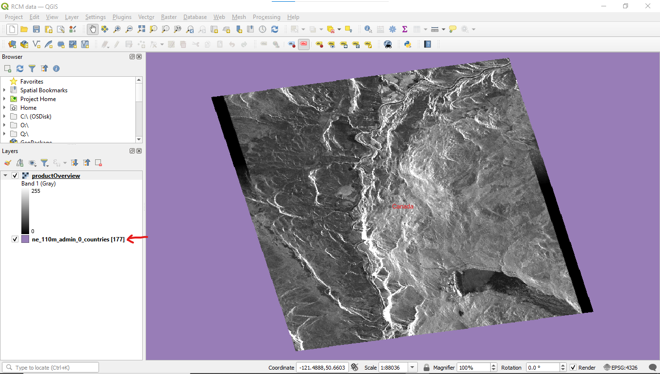 RCM data — QGIS
Project Edit View Layer Settings Plugins Vector Raster Database Web Mesh Processing Help
Browser
Favorites
Spatial Bookmarks
Project Home
Home
C:\ (OSDisk)
O:\
Q:\
GeoPackage
Layers
productOverview
Band 1 (Gray)
255
0
ne_110m_admin_0_countries [177]
Type to locate (Ctrl+K)
Coordinate -121.4888,50.6603 Scale 1:88036 Magnifier 100% Rotation 0.0 ° Render EPSG:4326